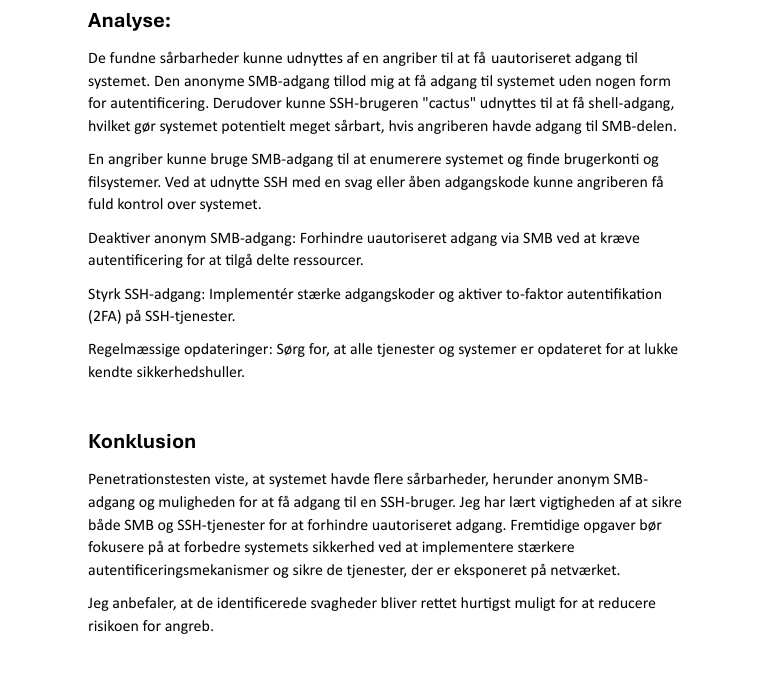 Analyse:
De fundne sårbarheder kunne udnyttes af en angriber til at få uautoriseret adgang til
systemet. Den anonyme SMB-adgang tillod mig at få adgang til systemet uden nogen form
for autentificering. Derudover kunne SSH-brugeren "cactus" udnyttes til at få shell-adgang,
hvilket gør systemet potentielt meget sårbart, hvis angriberen havde adgang til SMB-delen.
En angriber kunne bruge SMB-adgang til at enumerere systemet og finde brugerkonti og
filsystemer. Ved at udnytte SSH med en svag eller åben adgangskode kunne angriberen få
fuld kontrol over systemet.
Deaktiver anonym SMB-adgang: Forhindre uautoriseret adgang via SMB ved at kræve
autentificering for at tilgå delte ressourcer.
Styrk SSH-adgang: Implementér stærke adgangskoder og aktiver to-faktor autentifikation
(2FA) på SSH-tjenester.
Regelmæssige opdateringer: Sørg for, at alle tjenester og systemer er opdateret for at lukke
kendte sikkerhedshuller.
Konklusion
Penetrationstesten viste, at systemet havde flere sårbarheder, herunder anonym SMB-
adgang og muligheden for at få adgang til en SSH-bruger. Jeg har lært vigtigheden af at sikre
både SMB og SSH-tjenester for at forhindre uautoriseret adgang. Fremtidige opgaver bør
fokusere på at forbedre systemets sikkerhed ved at implementere stærkere
autentificeringsmekanismer og sikre de tjenester, der er eksponeret på netværket.
Jeg anbefaler, at de identificerede svagheder bliver rettet hurtigst muligt for at reducere
risikoen for angreb.